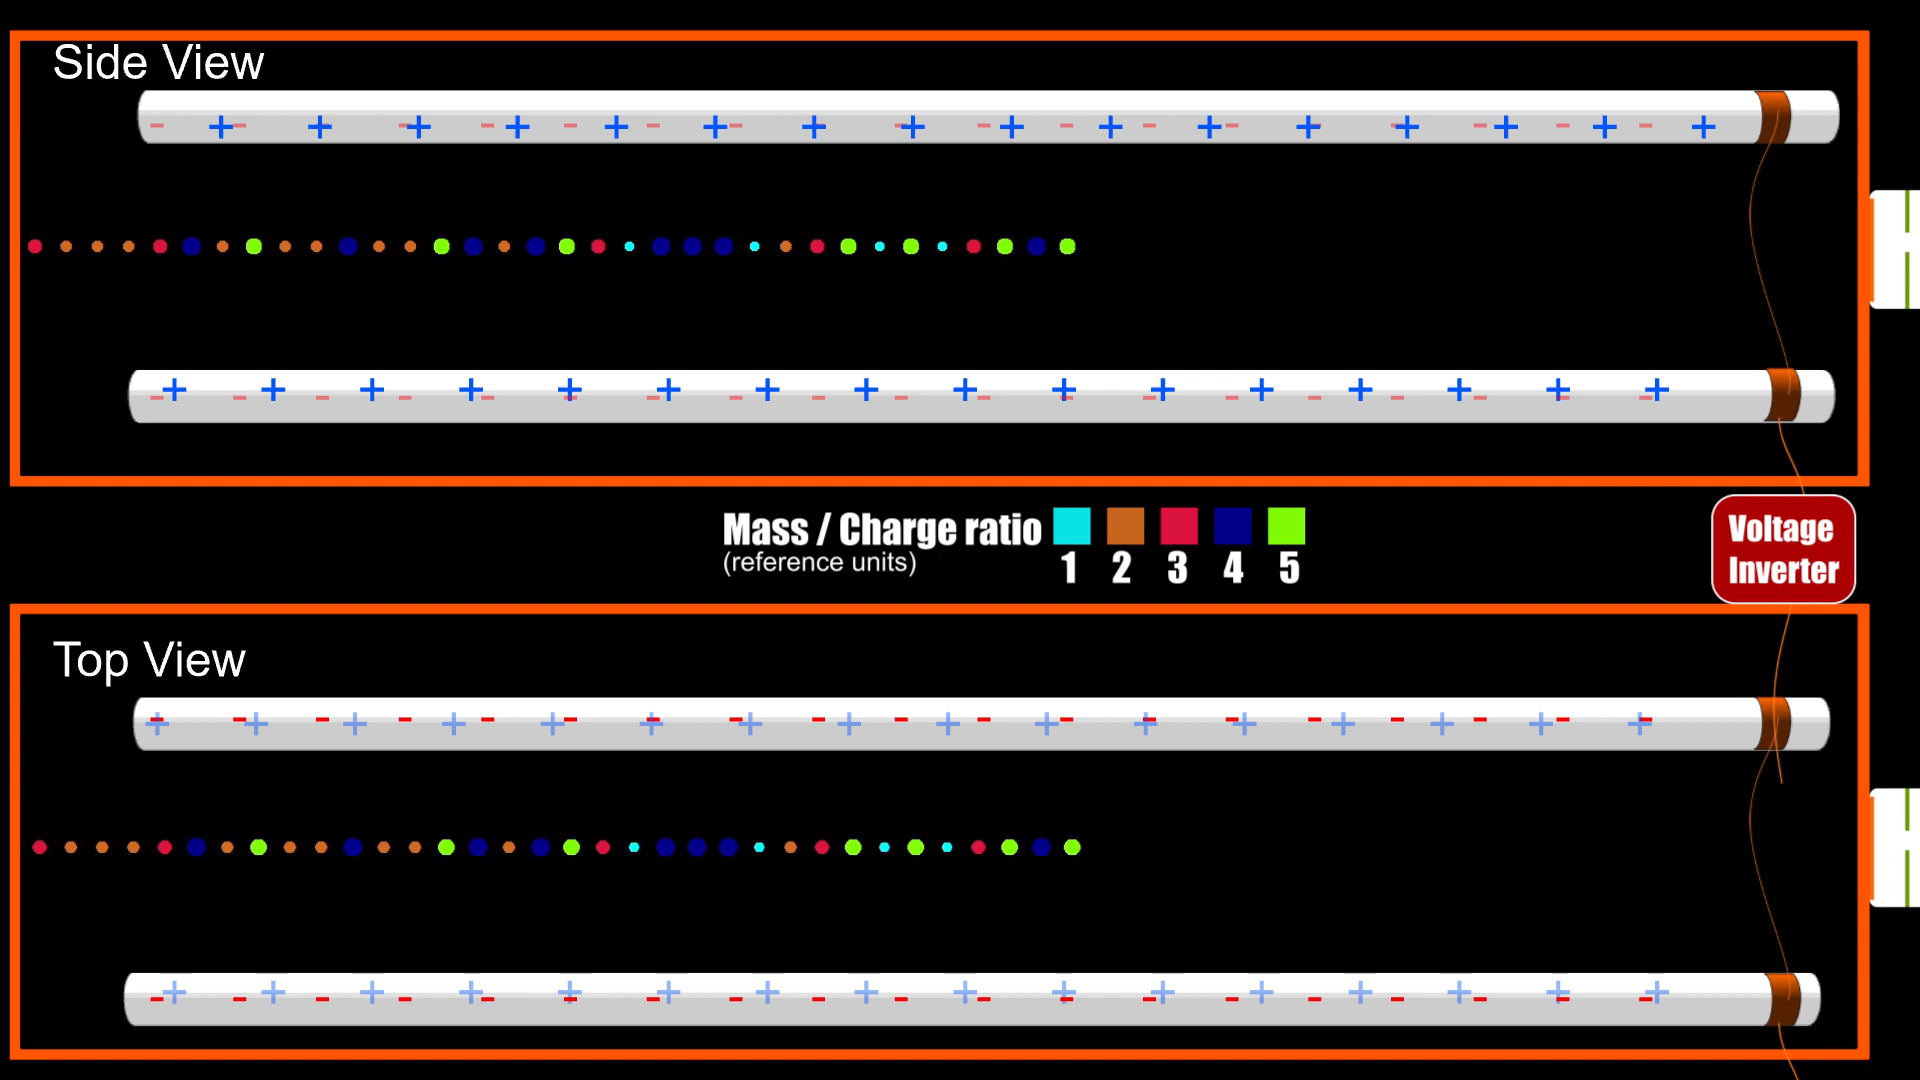 Side View
Mass / Charge ratio
(reference units)
1 2 3 4 5
Voltage
Inverter
Top View